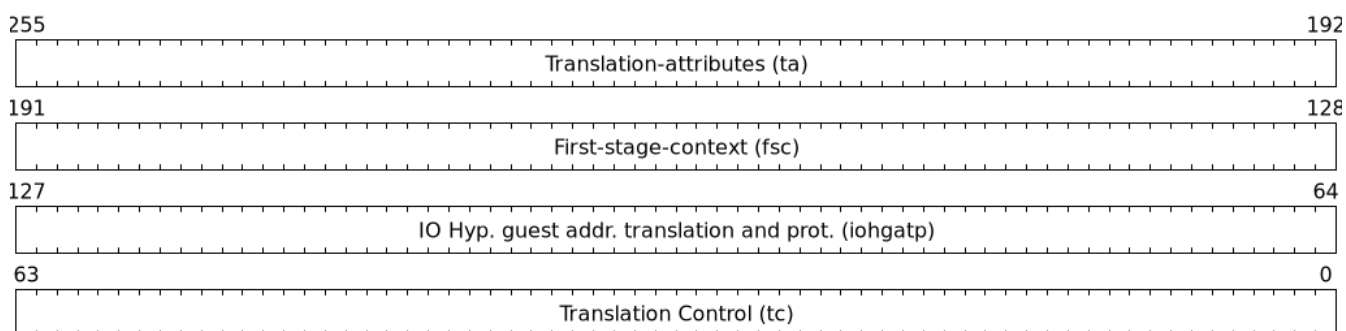 255 192
Translation-attributes (ta)
191 128
First-stage-context (fsc)
127 64
IO Hyp. guest addr. translation and prot. (iohgatp)
63 0
Translation Control (tc)